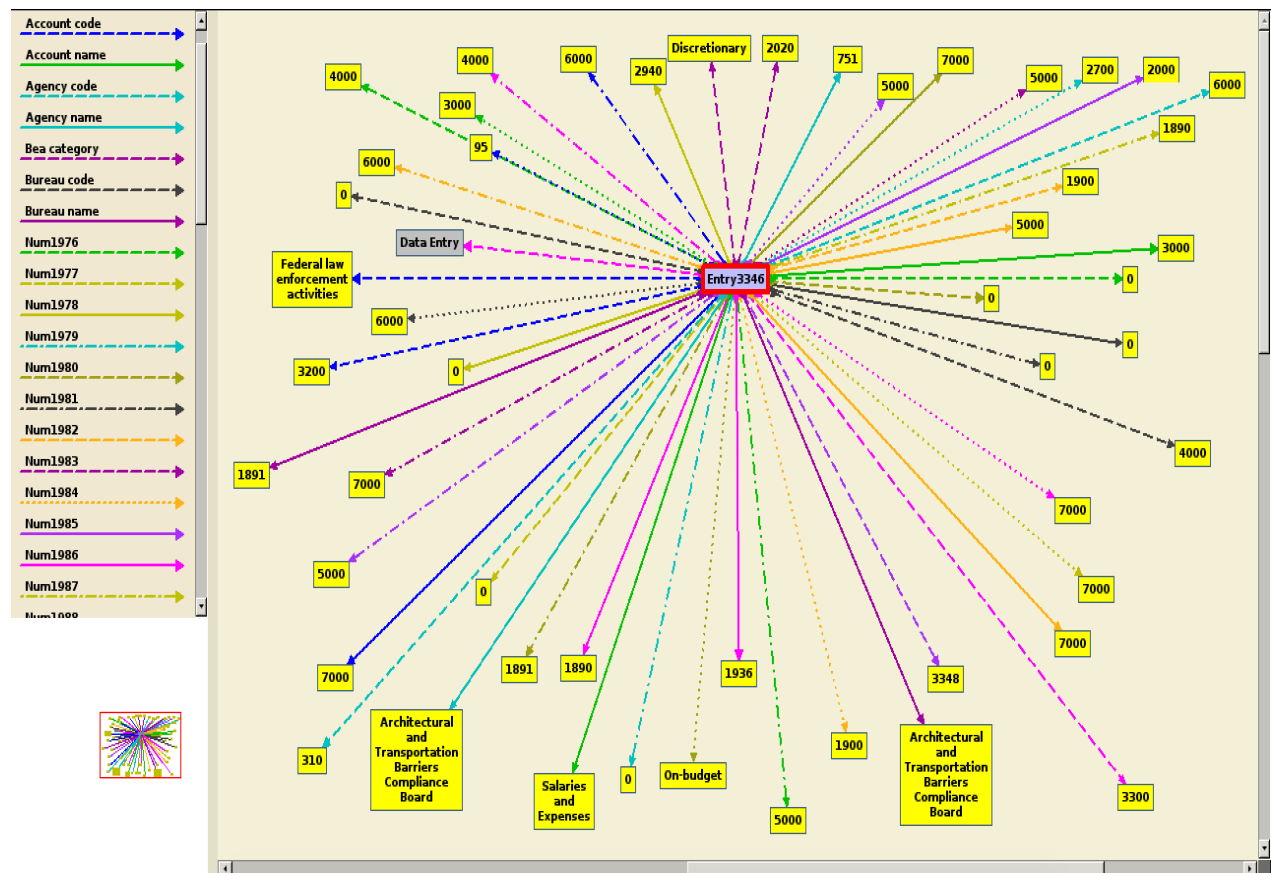 Account code
Account name
Agency code
Agency name
Bea category
Bureau code
Bureau name
Num1976
Num1977
Num1978
Num1979
Num1980
Num1981
Num1982
Num1983
Num1984
Num1985
Num1986
Num1987
Num1988
4000
4000
6000
2940
Discretionary
2020
751
5000
7000
5000
2700
2000
6000
3000
95
1890
6000
0
1900
Data Entry
5000
3000
Federal law
enforcement
activities
Entry3346
0
0
6000
0
0
3200
0
4000
1891
7000
7000
5000
0
7000
7000
7000
1891
1890
1936
3348
310
Architectural
and
Transportation
Barriers
Compliance
Board
Salaries
and
Expenses
0
On-budget
1900
5000
Architectural
and
Transportation
Barriers
Compliance
Board
3300